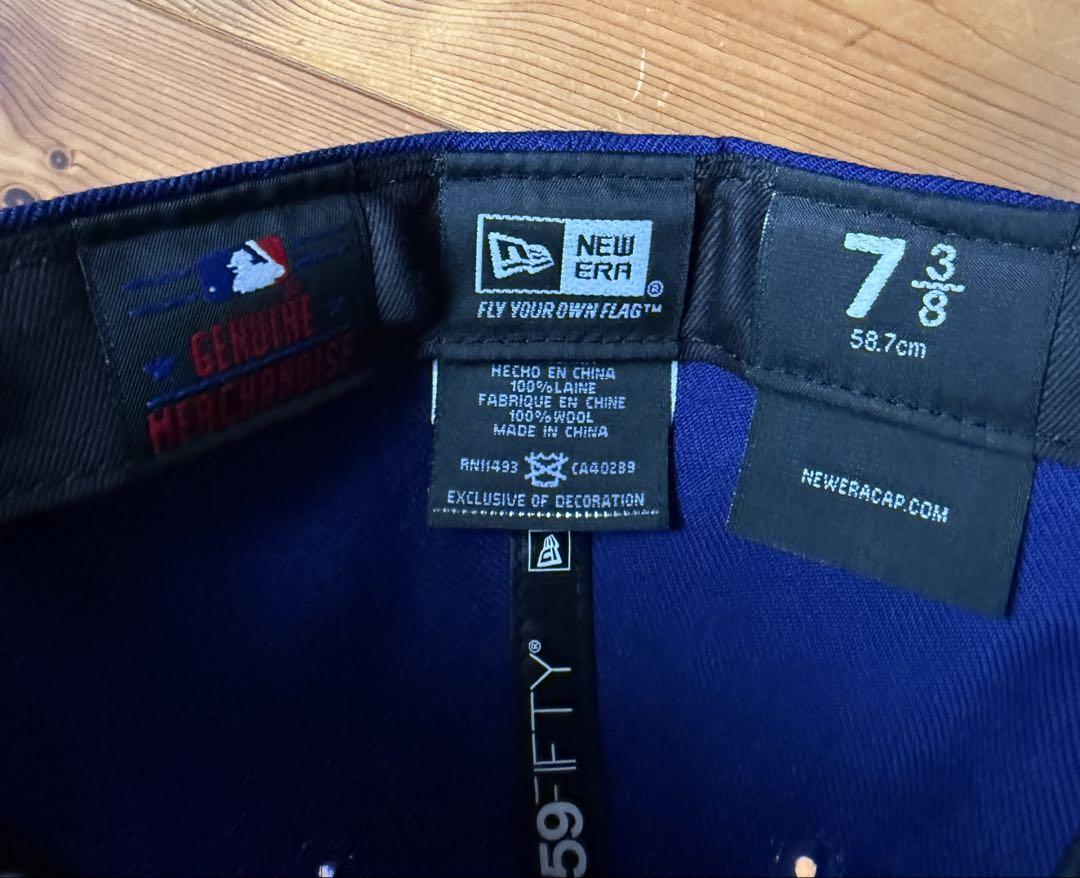 GENUINE
MERCHANDISE
NEW
ERA
®
FLY YOUR OWN FLAG™
7 3/8
58.7cm
HECHO EN CHINA
100% LAINE
FABRIQUE EN CHINE
100% WOOL
MADE IN CHINA
RN11493 CA40289
EXCLUSIVE OF DECORATION
NEWERACAP.COM
59FIFTY®